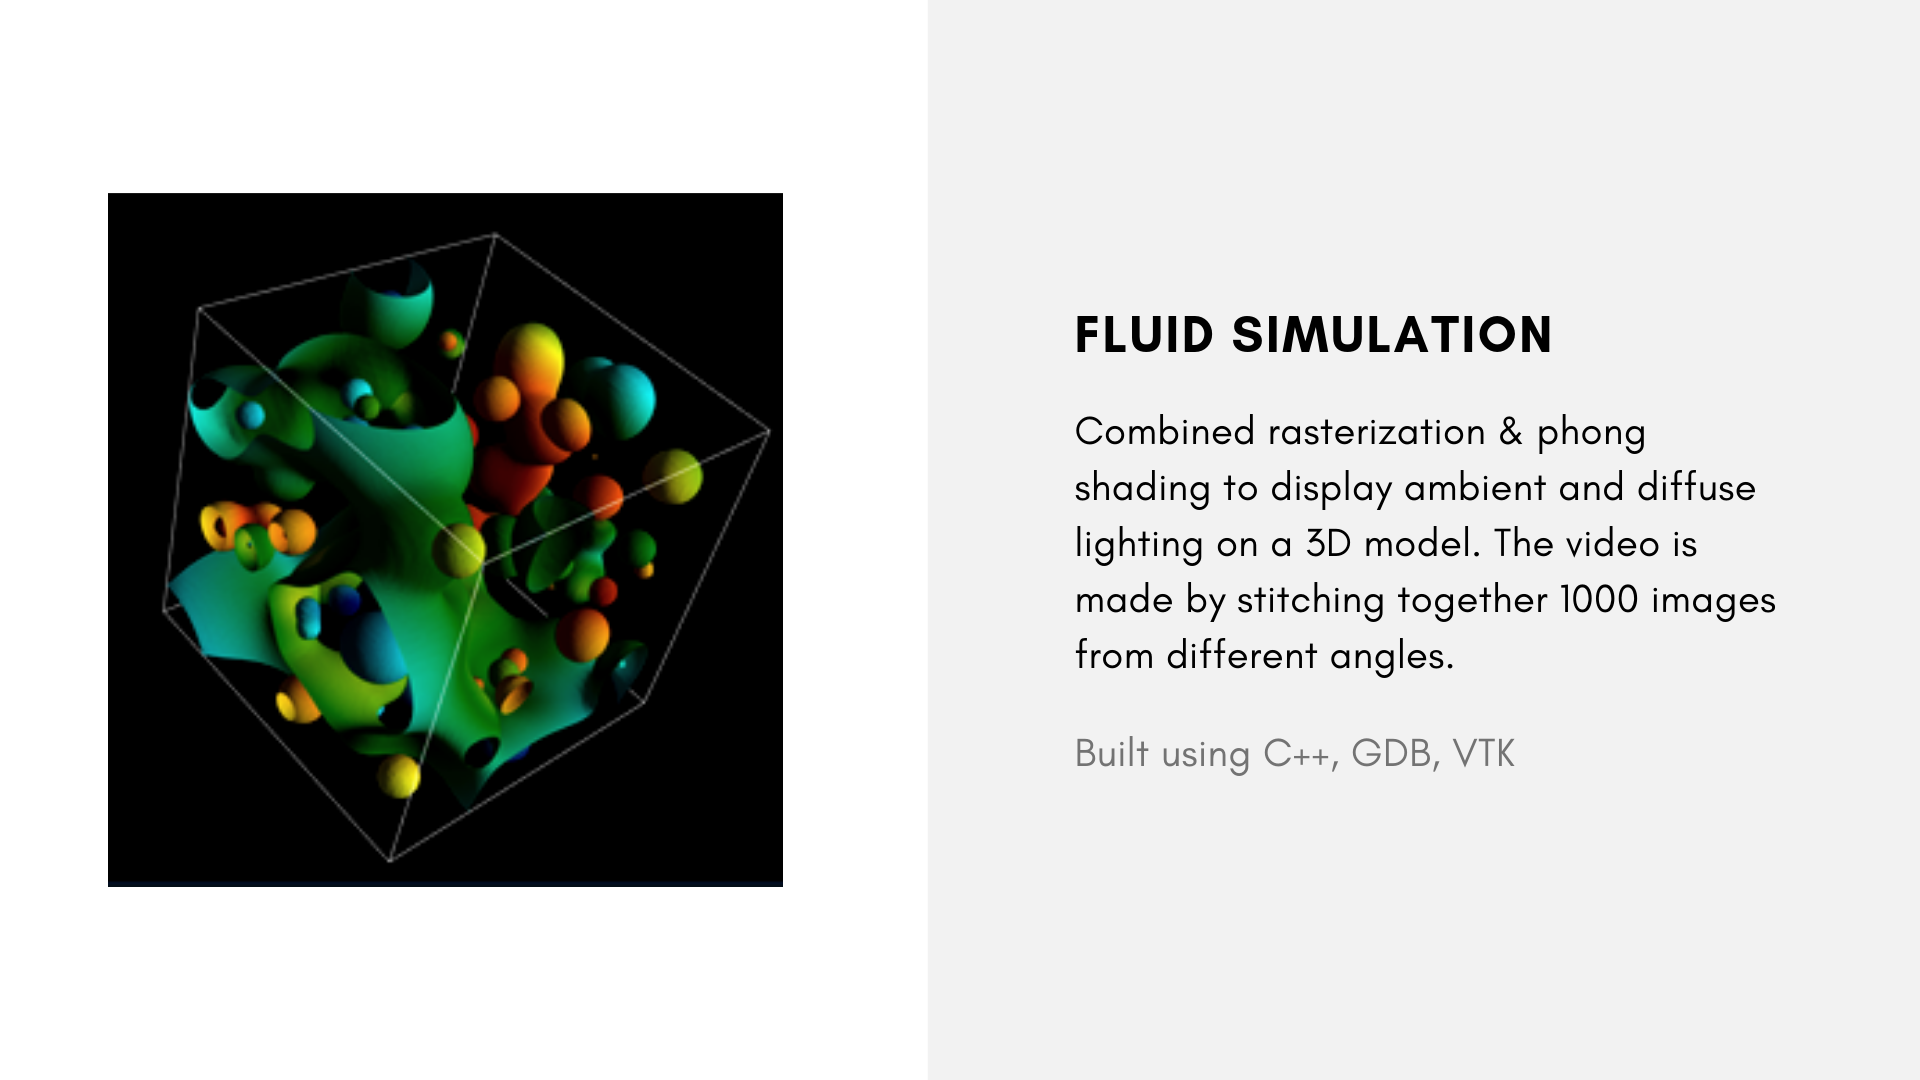 FLUID SIMULATION
Combined rasterization & phong
shading to display ambient and diffuse
lighting on a 3D model. The video is
made by stitching together 1000 images
from different angles.
Built using C++, GDB, VTK